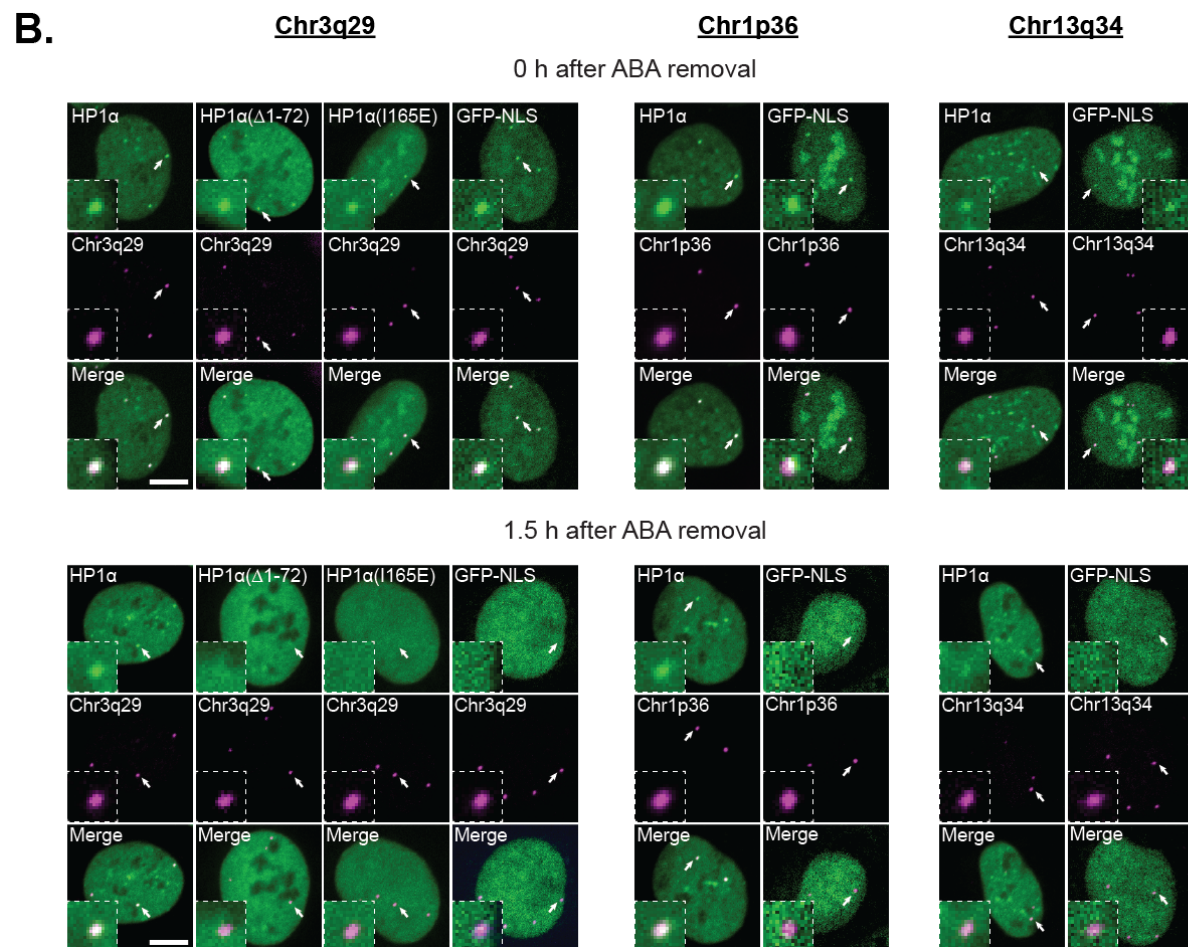 B.
Chr3q29 Chr1p36 Chr13q34
0 h after ABA removal
HP1α HP1α(Δ1-72) HP1α(I165E) GFP-NLS HP1α GFP-NLS HP1α GFP-NLS
Chr3q29 Chr3q29 Chr3q29 Chr3q29 Chr1p36 Chr1p36 Chr13q34 Chr13q34
Merge Merge Merge Merge Merge Merge Merge Merge
1.5 h after ABA removal
HP1α HP1α(Δ1-72) HP1α(I165E) GFP-NLS HP1α GFP-NLS HP1α GFP-NLS
Chr3q29 Chr3q29 Chr3q29 Chr3q29 Chr1p36 Chr1p36 Chr13q34 Chr13q34
Merge Merge Merge Merge Merge Merge Merge Merge